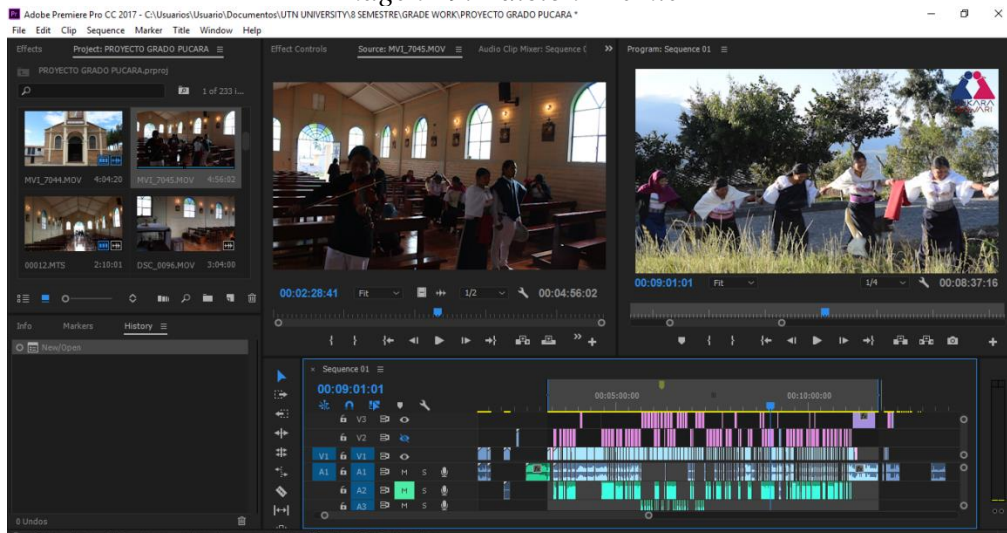 Adobe Premiere Pro CC 2017 - C:\Usuarios\Usuario\Documentos\UTN UNIVERSITY\8 SEMESTRE\GRADE WORK\PROYECTO GRADO PUCARA *
File Edit Clip Sequence Marker Title Window Help
Effects Project: PROYECTO GRADO PUCARA
PROYECTO GRADO PUCARA.prproj
1 of 233 i...
MVI_7044.MOV 4:04:20
MVI_7045.MOV 4:56:02
00012.MTS 2:10:01
DSC_0096.MOV 3:04:00
Info Markers History
New/Open
0 Undos
Effect Controls Source: MVI_7045.MOV Audio Clip Mixer: Sequence
00:02:28:41 Fit 1/2 00:04:56:02
Program: Sequence 01
00:09:01:01 Fit 1/4 00:08:37:16
× Sequence 01
00:09:01:01
00:05:00:00 00:10:00:00
V3
V2
V1 V1
A1 A1 M S
A2 M S
A3 M S